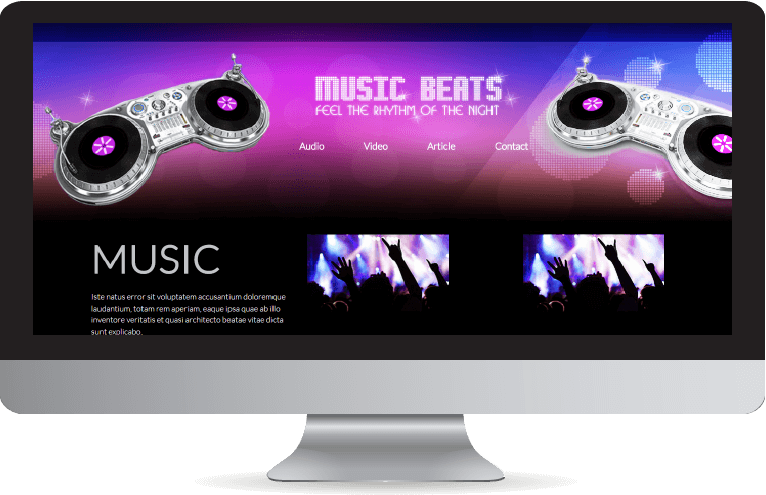 MUSIC BEATS
FEEL THE RHYTHM OF THE NIGHT
Audio Video Article Contact
MUSIC
Istte natus error sit voluptatem accusantium doloremque
laudantium, totam rem aperiam, eaque ipsa quae ab illo
inventore veritatis et quasi architecto beatae vitae dicta
sunt explicabo.